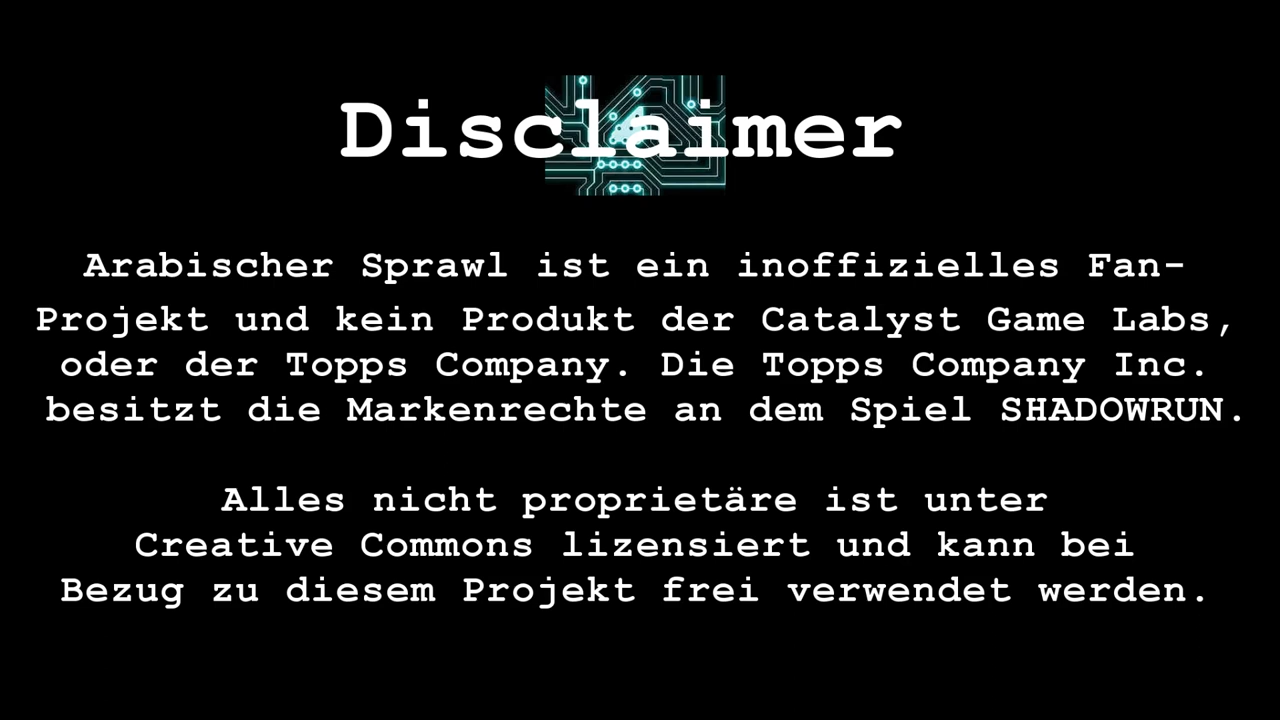 Disclaimer
Arabischer Sprawl ist ein inoffizielles Fan-
Projekt und kein Produkt der Catalyst Game Labs,
oder der Topps Company. Die Topps Company Inc.
besitzt die Markenrechte an dem Spiel SHADOWRUN.
Alles nicht proprietäre ist unter
Creative Commons lizensiert und kann bei
Bezug zu diesem Projekt frei verwendet werden.